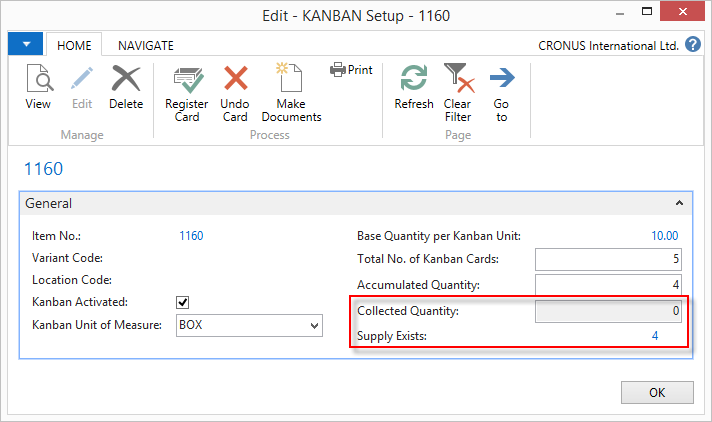 Edit - KANBAN Setup - 1160
HOME NAVIGATE CRONUS International Ltd. ?
View Edit Delete Register Card Undo Card Make Documents Print Refresh Clear Filter Go to
Manage Process Page
1160
General
Item No.: 1160 Base Quantity per Kanban Unit: 10.00
Variant Code: Total No. of Kanban Cards: 5
Location Code: Accumulated Quantity: 4
Kanban Activated: Collected Quantity: 0
Kanban Unit of Measure: BOX Supply Exists: 4
OK